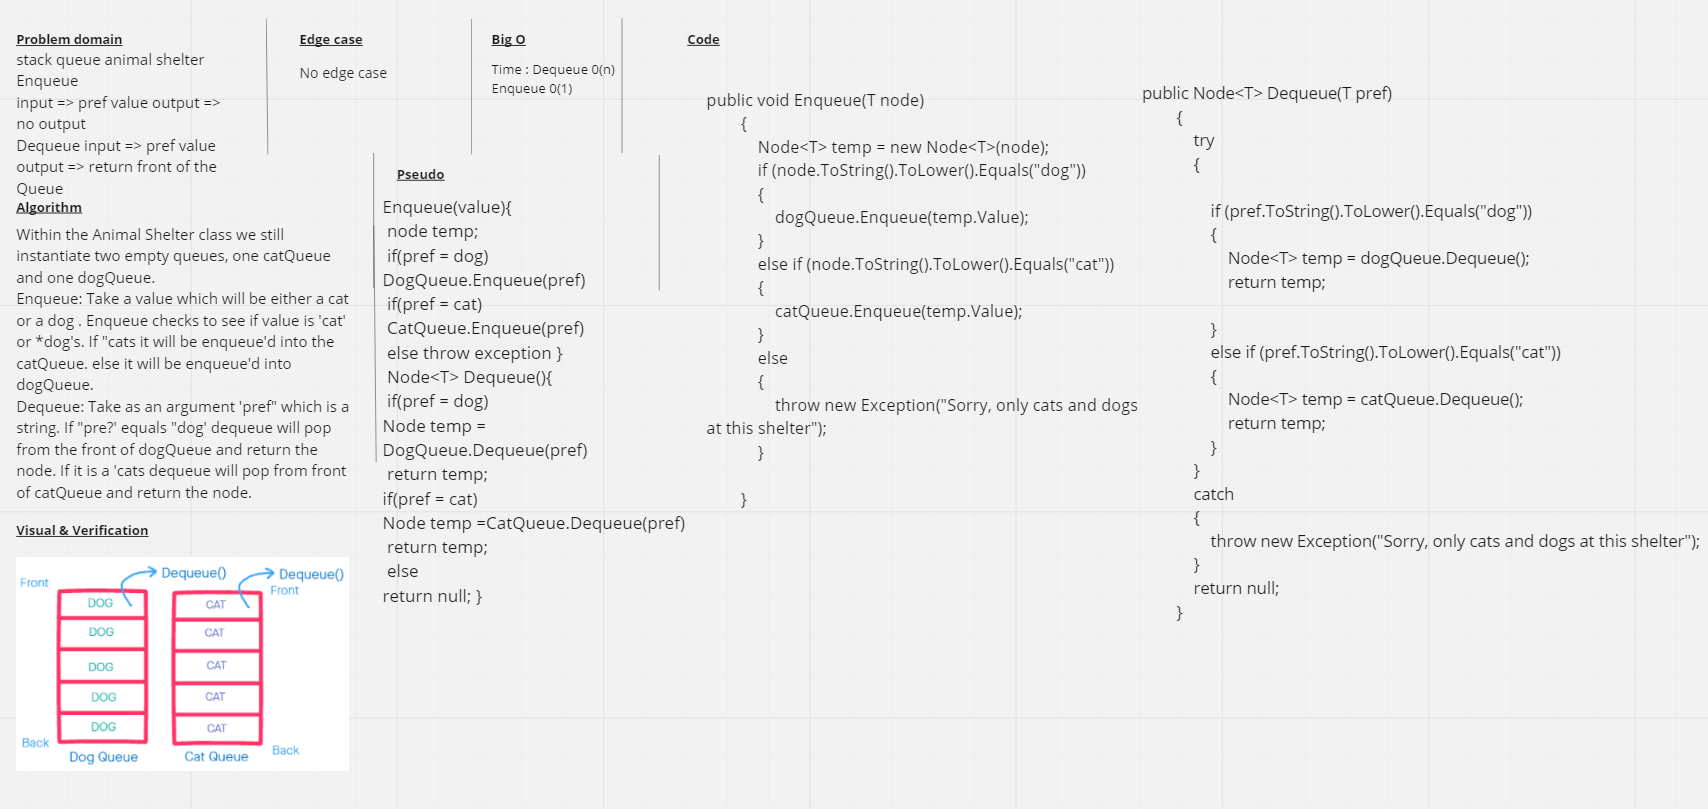 Problem domain
stack queue animal shelter
Enqueue
input => pref value output =>
no output
Dequeue input => pref value
output => return front of the
Queue
Algorithm
Within the Animal Shelter class we still
instantiate two empty queues, one catQueue
and one dogQueue.
Enqueue: Take a value which will be either a cat
or a dog . Enqueue checks to see if value is 'cat'
or *dog's. If "cats it will be enqueue'd into the
catQueue. else it will be enqueue'd into
dogQueue.
Dequeue: Take as an argument 'pref" which is a
string. If "pre?' equals "dog' dequeue will pop
from the front of dogQueue and return the
node. If it is a 'cats dequeue will pop from front
of catQueue and return the node.
Visual & Verification
Dequeue()
Dequeue()
Front
Front
DOG
CAT
DOG
CAT
DOG
CAT
DOG
CAT
DOG
CAT
Back
Back
Dog Queue
Cat Queue
Edge case
No edge case
Big O
Time : Dequeue 0(n)
Enqueue 0(1)
Pseudo
Enqueue(value){
node temp;
if(pref = dog)
DogQueue.Enqueue(pref)
if(pref = cat)
CatQueue.Enqueue(pref)
else throw exception }
Node<T> Dequeue(){
if(pref = dog)
Node temp =
DogQueue.Dequeue(pref)
return temp;
if(pref = cat)
Node temp =CatQueue.Dequeue(pref)
return temp;
else
return null; }
Code
public void Enqueue(T node)
{
Node<T> temp = new Node<T>(node);
if (node.ToString().ToLower().Equals("dog"))
{
dogQueue.Enqueue(temp.Value);
}
else if (node.ToString().ToLower().Equals("cat"))
{
catQueue.Enqueue(temp.Value);
}
else
{
throw new Exception("Sorry, only cats and dogs
at this shelter");
}
}
public Node<T> Dequeue(T pref)
{
try
{
if (pref.ToString().ToLower().Equals("dog"))
{
Node<T> temp = dogQueue.Dequeue();
return temp;
}
else if (pref.ToString().ToLower().Equals("cat"))
{
Node<T> temp = catQueue.Dequeue();
return temp;
}
}
catch
{
throw new Exception("Sorry, only cats and dogs at this shelter");
}
return null;
}